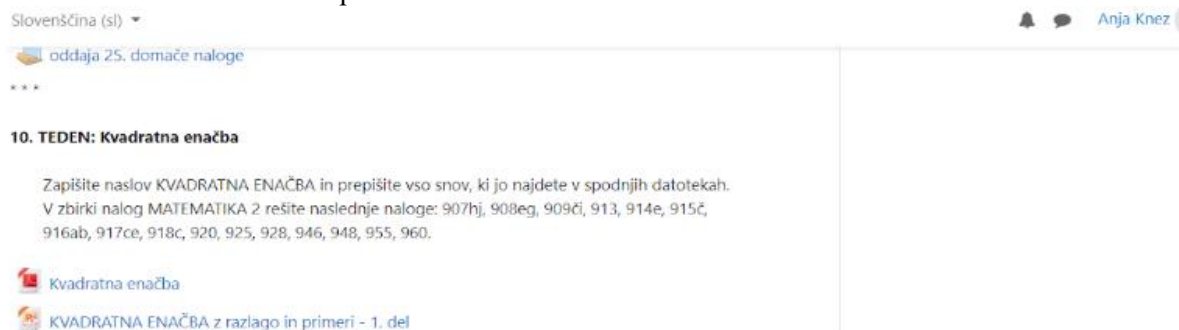 Slovenščina (sl)
Anja Knez
oddaja 25. domače naloge
* * *
10. TEDEN: Kvadratna enačba
Zapišite naslov KVADRATNA ENAČBA in prepišite vso snov, ki jo najdete v spodnjih datotekah.
V zbirki nalog MATEMATIKA 2 rešite naslednje naloge: 907hj, 908eg, 909či, 913, 914e, 915č,
916ab, 917ce, 918c, 920, 925, 928, 946, 948, 955, 960.
Kvadratna enačba
KVADRATNA ENAČBA z razlago in primeri - 1. del